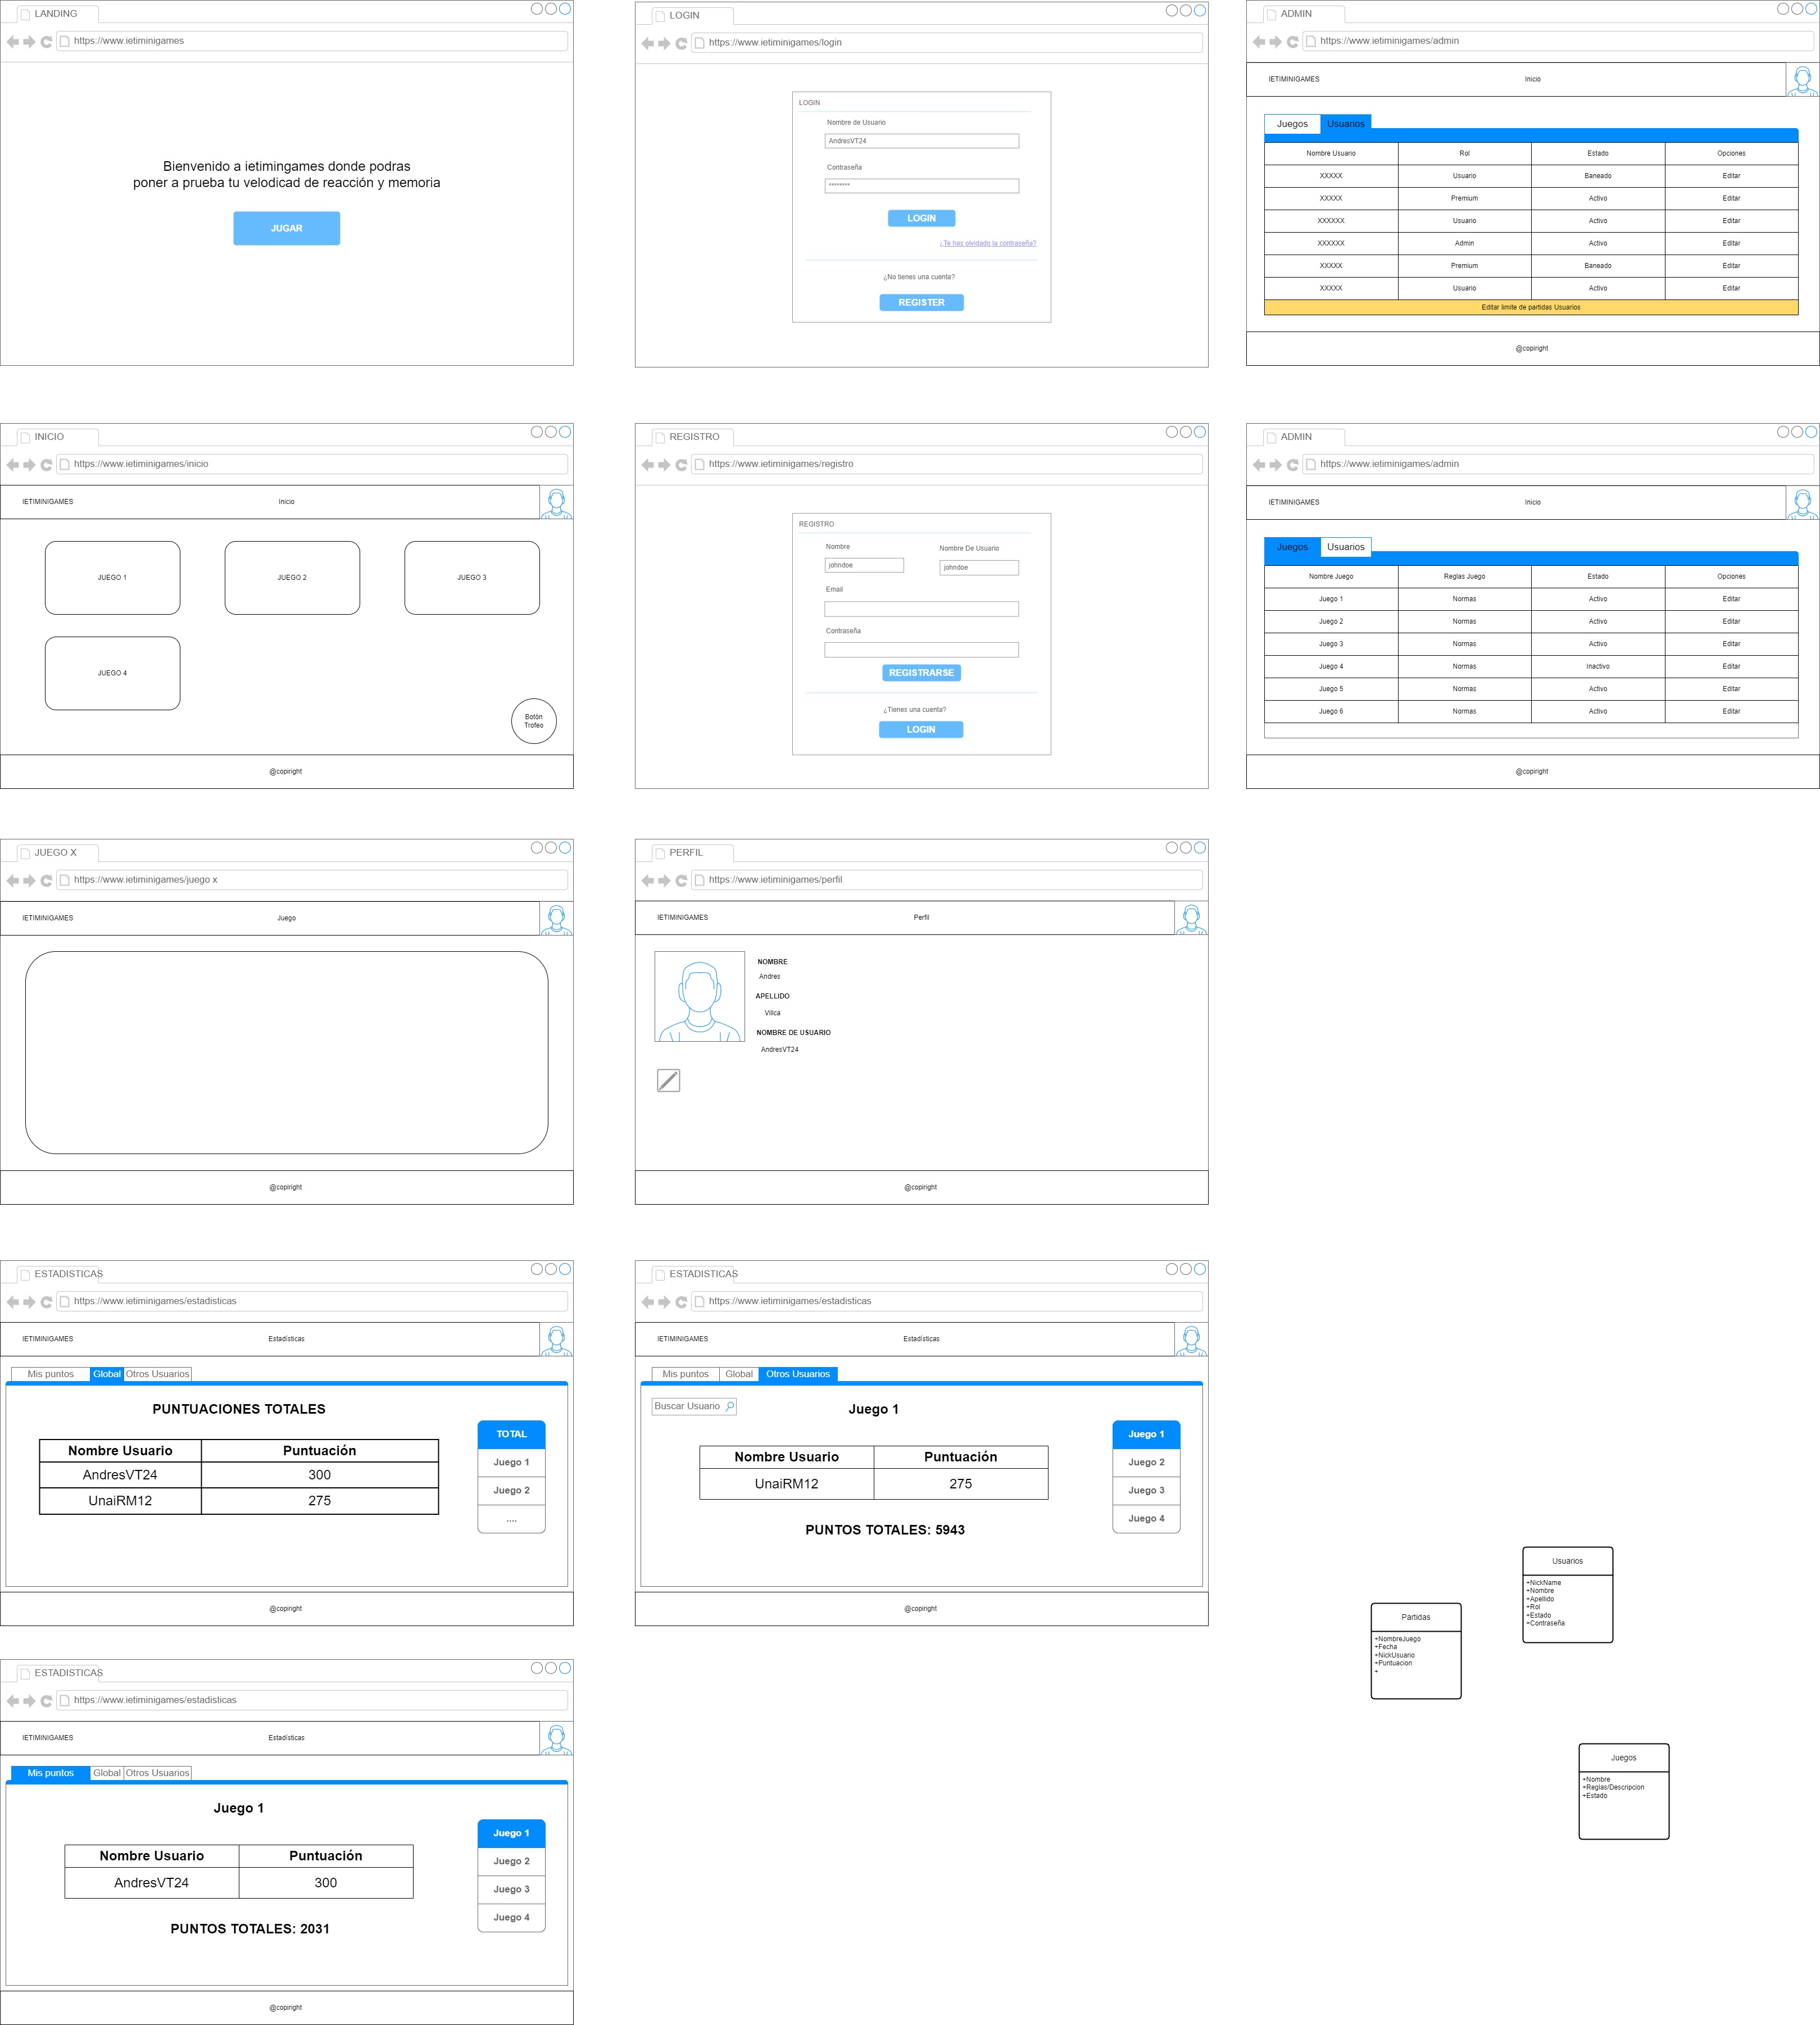 LANDING
https://www.ietiminigames
Bienvenido a ietimingames donde podras
poner a prueba tu velodicad de reacción y memoria
JUGAR
LOGIN
https://www.ietiminigames/login
LOGIN
Nombre de Usuario
AndresVT24
Contraseña
********
LOGIN
¿Te has olvidado la contraseña?
¿No tienes una cuenta?
REGISTER
ADMIN
https://www.ietiminigames/admin
IETIMINIGAMES Inicio
Juegos Usuarios
Nombre Usuario Rol Estado Opciones
XXXXX Usuario Baneado Editar
XXXXX Premium Activo Editar
XXXXXX Usuario Activo Editar
XXXXXX Admin Activo Editar
XXXXX Premium Baneado Editar
XXXXX Usuario Activo Editar
Editar limite de partidas Usuarios
@copiright
INICIO
https://www.ietiminigames/inicio
IETIMINIGAMES Inicio
JUEGO 1 JUEGO 2 JUEGO 3
JUEGO 4
Botón
Trofeo
@copiright
REGISTRO
https://www.ietiminigames/registro
REGISTRO
Nombre Nombre De Usuario
johndoe johndoe
Email
Contraseña
REGISTRARSE
¿Tienes una cuenta?
LOGIN
ADMIN
https://www.ietiminigames/admin
IETIMINIGAMES Inicio
Juegos Usuarios
Nombre Juego Reglas Juego Estado Opciones
Juego 1 Normas Activo Editar
Juego 2 Normas Activo Editar
Juego 3 Normas Activo Editar
Juego 4 Normas Inactivo Editar
Juego 5 Normas Activo Editar
Juego 6 Normas Activo Editar
@copiright
JUEGO X
https://www.ietiminigames/juego x
IETIMINIGAMES Juego
@copiright
PERFIL
https://www.ietiminigames/perfil
IETIMINIGAMES Perfil
NOMBRE
Andres
APELLIDO
Villca
NOMBRE DE USUARIO
AndresVT24
@copiright
ESTADISTICAS
https://www.ietiminigames/estadisticas
IETIMINIGAMES Estadísticas
Mis puntos Global Otros Usuarios
PUNTUACIONES TOTALES
Nombre Usuario Puntuación
AndresVT24 300
UnaiRM12 275
TOTAL
Juego 1
Juego 2
....
@copiright
ESTADISTICAS
https://www.ietiminigames/estadisticas
IETIMINIGAMES Estadísticas
Mis puntos Global Otros Usuarios
Buscar Usuario
Juego 1
Nombre Usuario Puntuación
UnaiRM12 275
PUNTOS TOTALES: 5943
Juego 1
Juego 2
Juego 3
Juego 4
@copiright
Usuarios
+NickName
+Nombre
+Apellido
+Rol
+Estado
+Contraseña
Partidas
+NombreJuego
+Fecha
+NickUsuario
+Puntuacion
+
Juegos
+Nombre
+Reglas/Descripcion
+Estado
ESTADISTICAS
https://www.ietiminigames/estadisticas
IETIMINIGAMES Estadísticas
Mis puntos Global Otros Usuarios
Juego 1
Nombre Usuario Puntuación
AndresVT24 300
PUNTOS TOTALES: 2031
Juego 1
Juego 2
Juego 3
Juego 4
@copiright